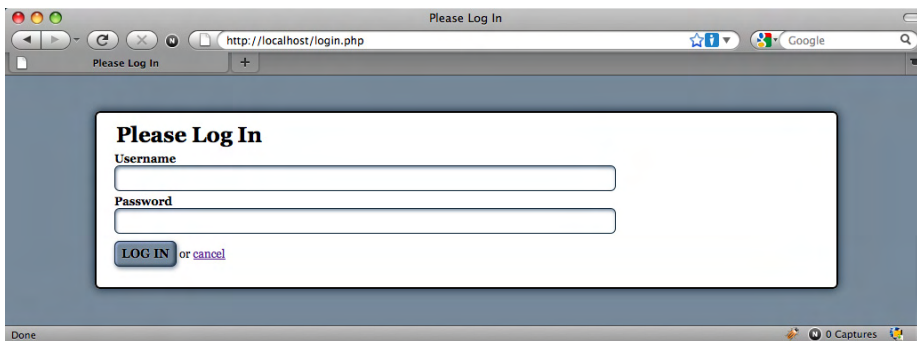 Please Log In
http://localhost/login.php
Google
Please Log In
Please Log In
Username
Password
LOG IN or cancel
Done
N 0 Captures